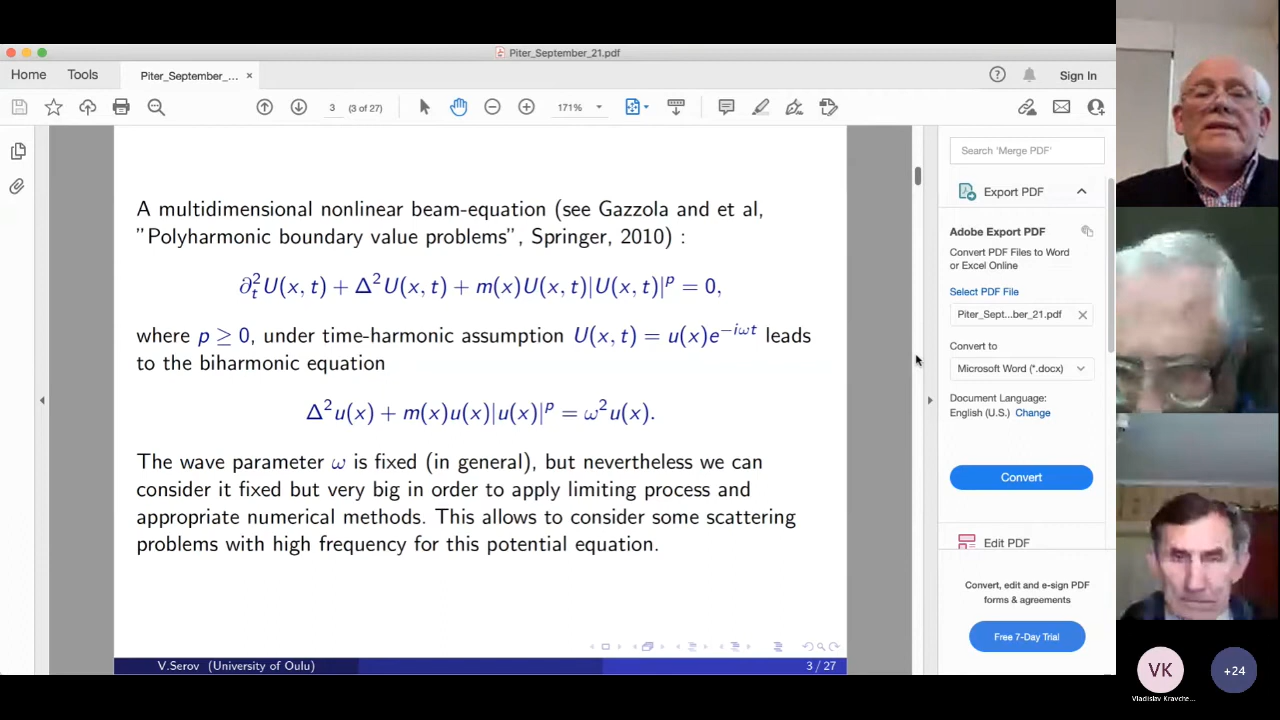 Piter_September_21.pdf
Home
Tools
Piter_September_...
×
Sign In
3
(3 of 27)
171%
A multidimensional nonlinear beam-equation (see Gazzola and et al,
"Polyharmonic boundary value problems", Springer, 2010) :
∂ₜ²U(x, t) + Δ²U(x, t) + m(x)U(x, t)|U(x, t)|ᵖ = 0,
where p ≥ 0, under time-harmonic assumption U(x, t) = u(x)e^{−iωt} leads
to the biharmonic equation
Δ²u(x) + m(x)u(x)|u(x)|ᵖ = ω²u(x).
The wave parameter ω is fixed (in general), but nevertheless we can
consider it fixed but very big in order to apply limiting process and
appropriate numerical methods. This allows to consider some scattering
problems with high frequency for this potential equation.
V.Serov (University of Oulu)
3 / 27
Search 'Merge PDF'
Export PDF
Adobe Export PDF
Convert PDF Files to Word
or Excel Online
Select PDF File
Piter_Sept...ber_21.pdf
Convert to
Microsoft Word (*.docx)
Document Language:
English (U.S.) Change
Convert
Edit PDF
Convert, edit and e-sign PDF
forms & agreements
Free 7-Day Trial
VK
Vladislav Kravche...
+24